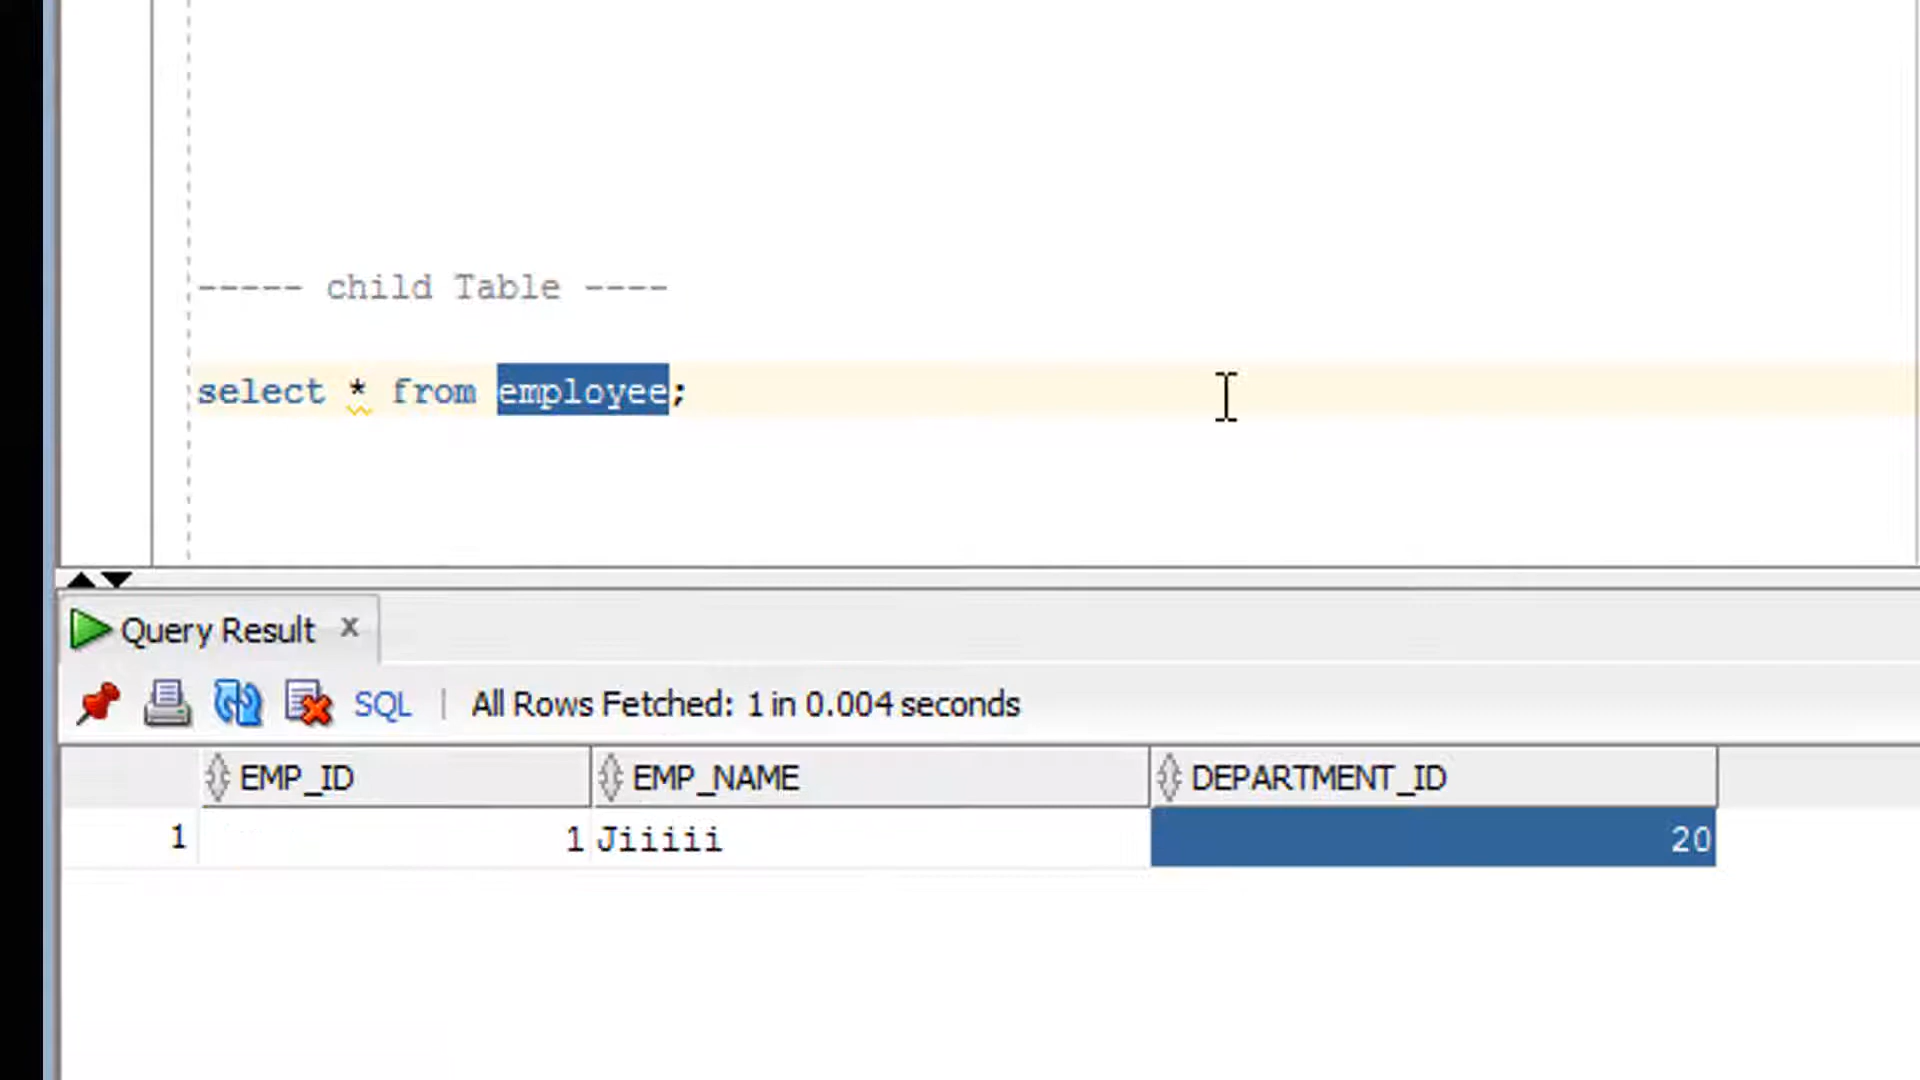 ----- child Table ----
select * from employee;
Query Result x
SQL | All Rows Fetched: 1 in 0.004 seconds
EMP_ID EMP_NAME DEPARTMENT_ID
1 1 Jiiiii 20